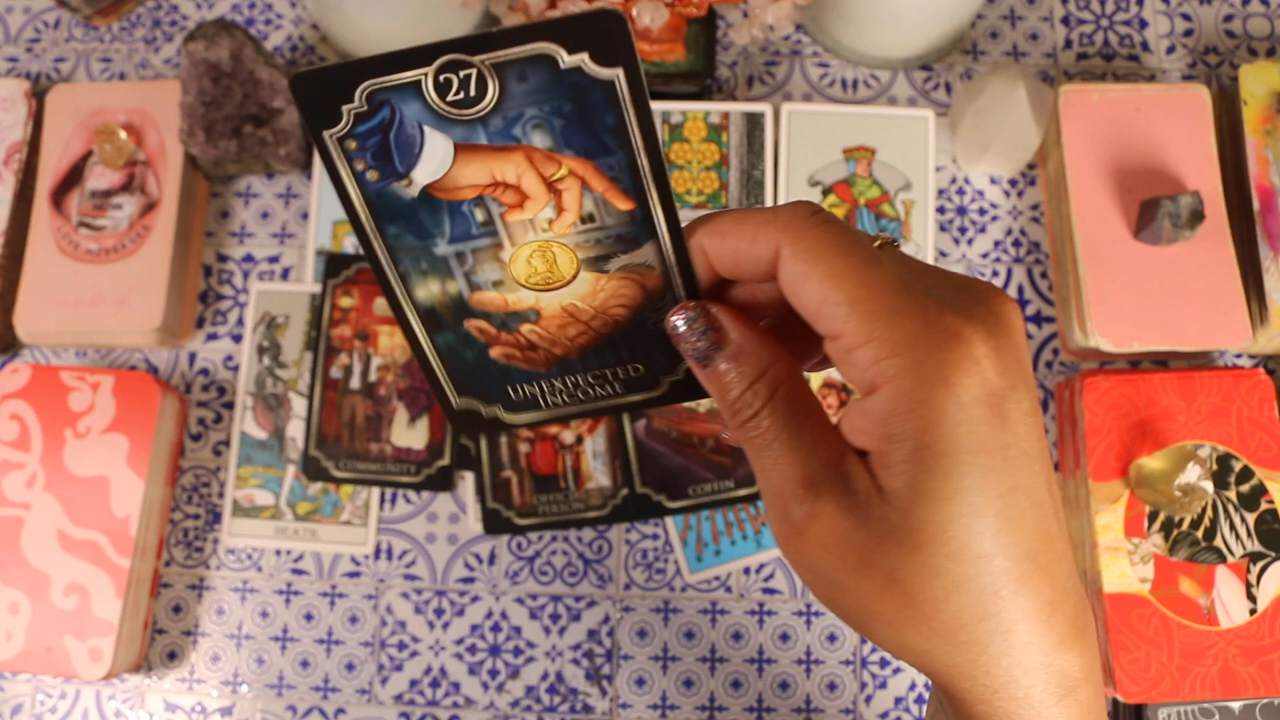 27
UNEXPECTED
INCOME
COMMUNITY
OFFICIAL
PERSON
COFFIN
DEATH